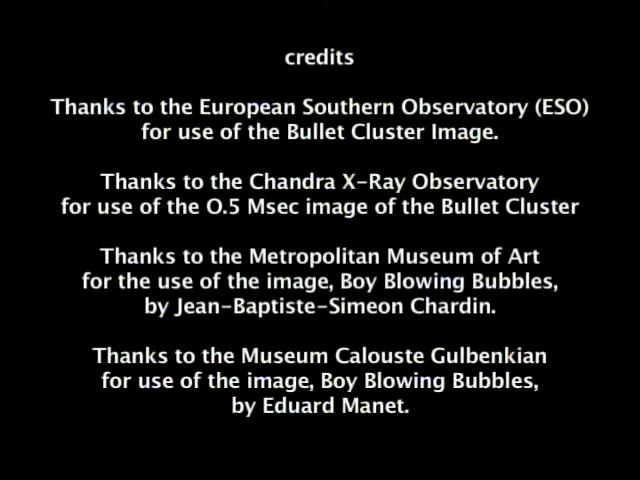 credits
Thanks to the European Southern Observatory (ESO)
for use of the Bullet Cluster Image.
Thanks to the Chandra X-Ray Observatory
for use of the 0.5 Msec image of the Bullet Cluster
Thanks to the Metropolitan Museum of Art
for the use of the image, Boy Blowing Bubbles,
by Jean-Baptiste-Simeon Chardin.
Thanks to the Museum Calouste Gulbenkian
for use of the image, Boy Blowing Bubbles,
by Eduard Manet.